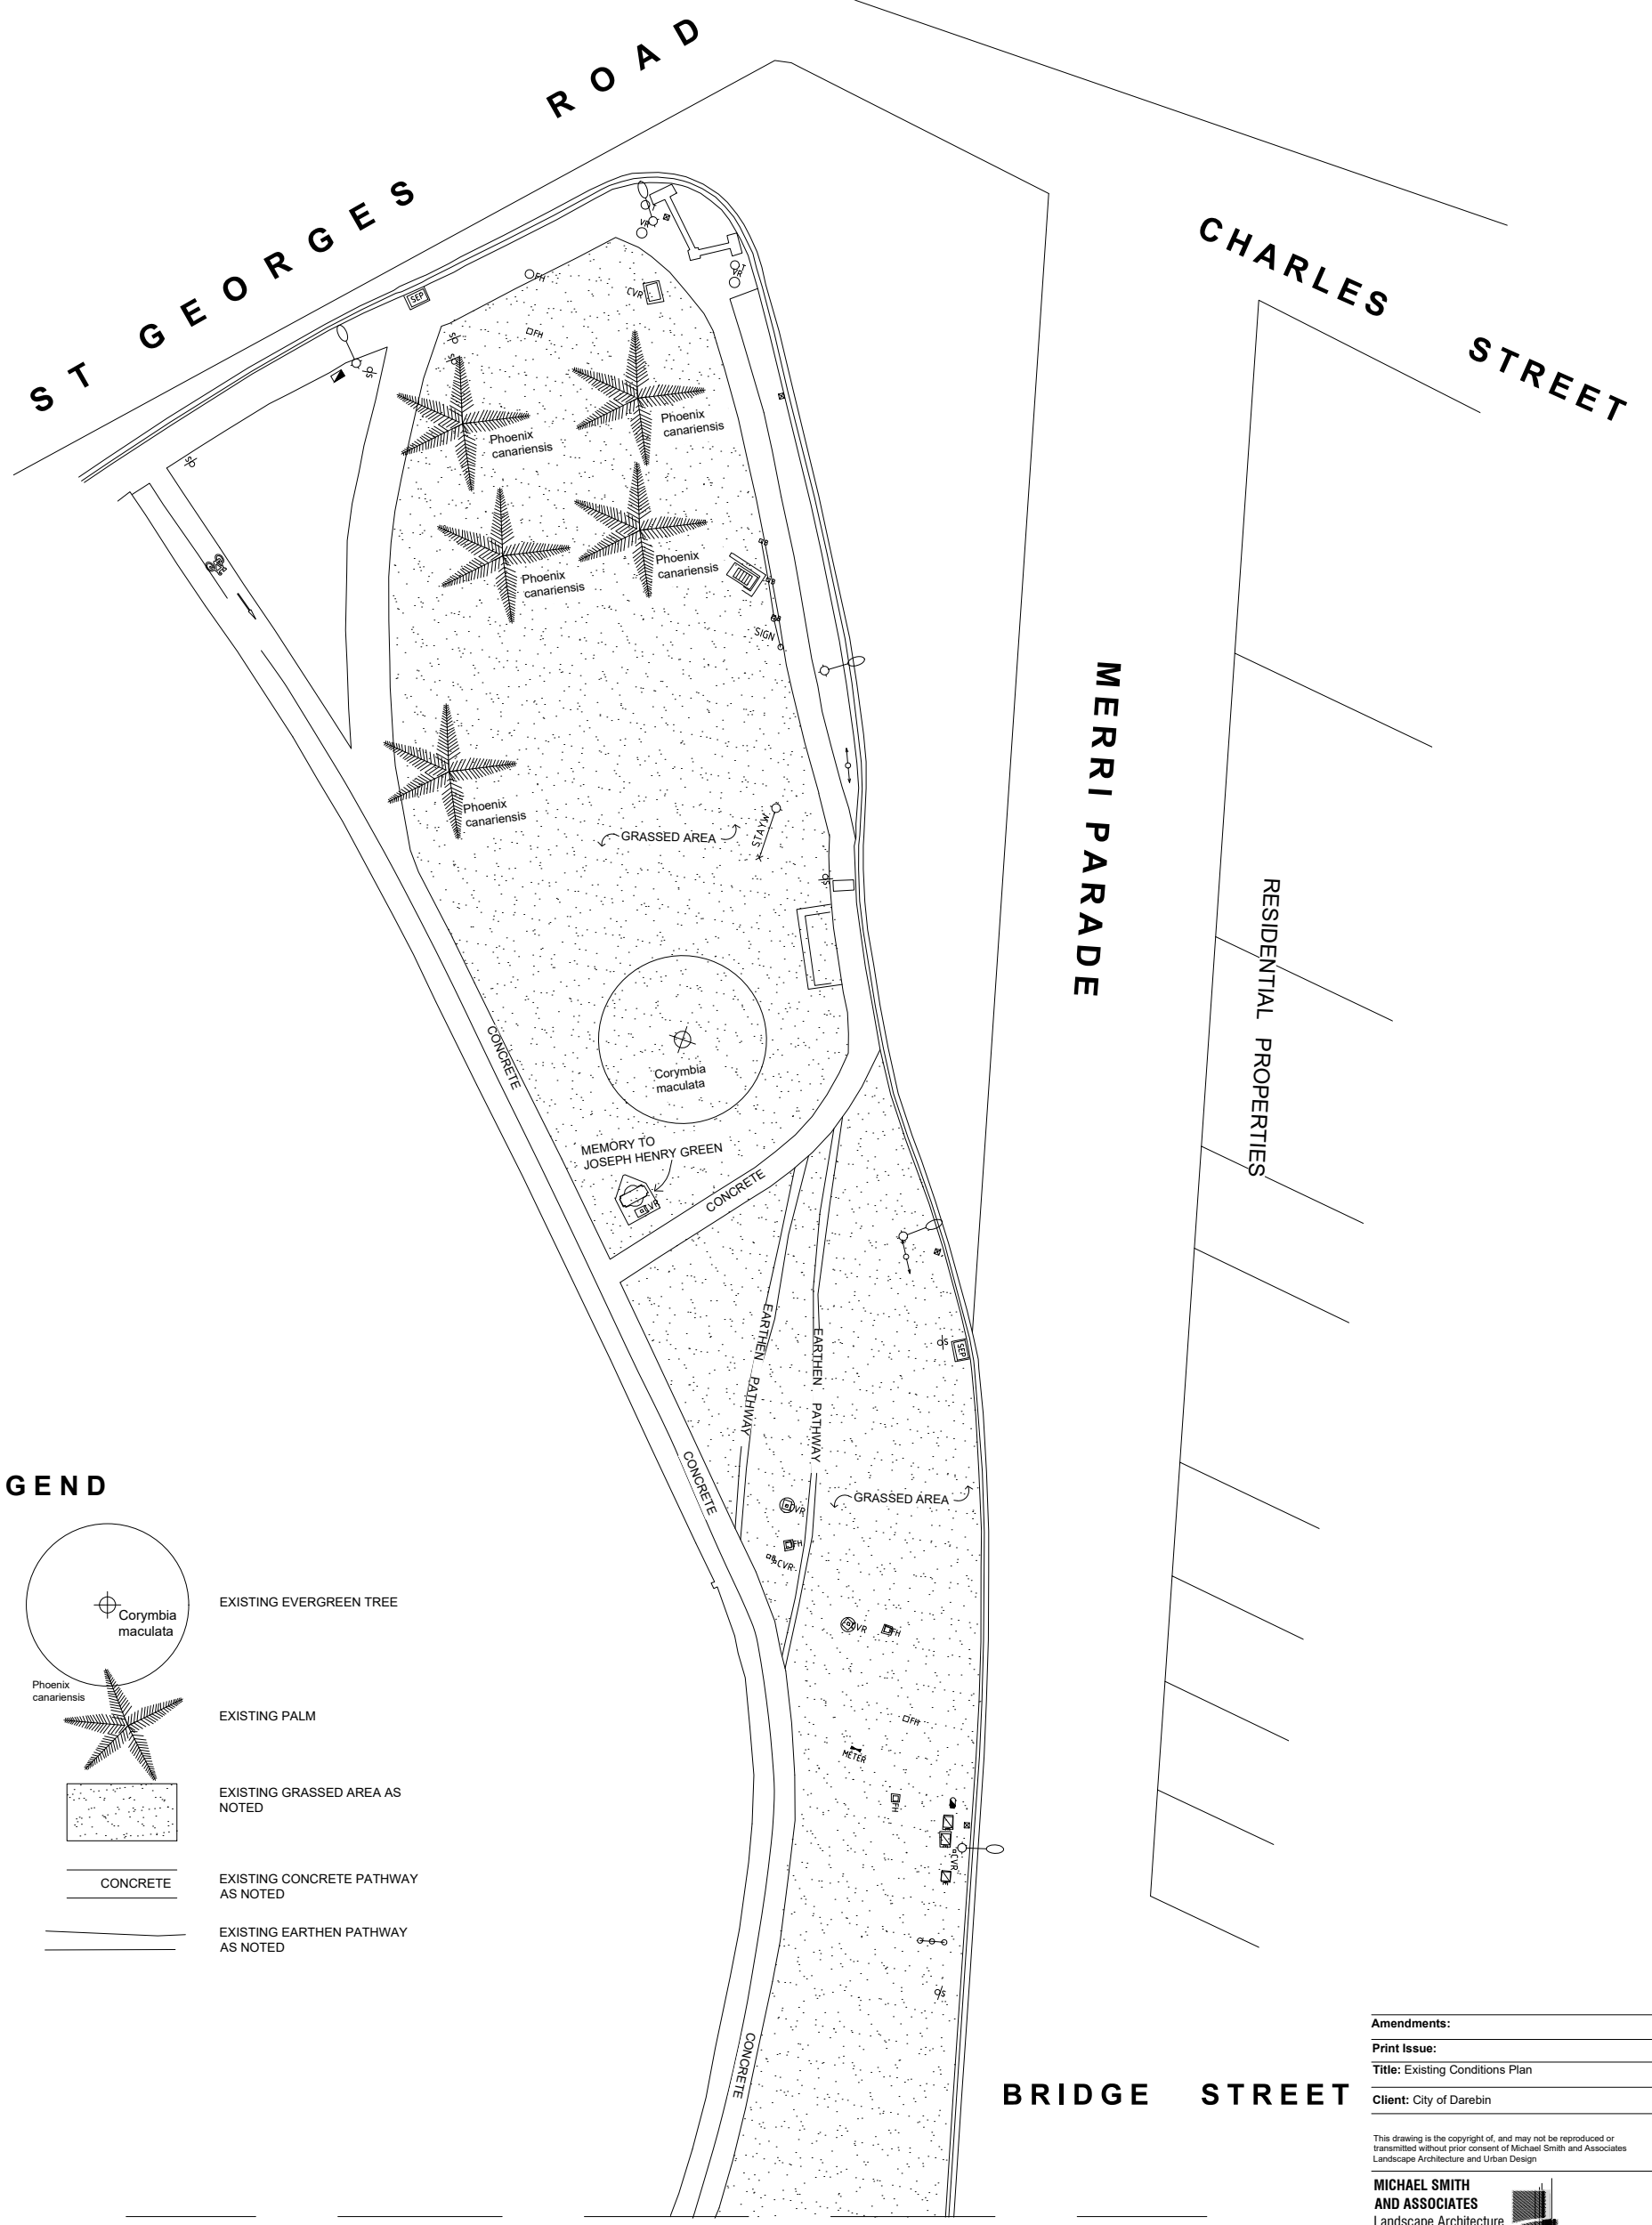 ST GEORGES ROAD
CHARLES STREET
MERRI PARADE
RESIDENTIAL PROPERTIES
BRIDGE STREET
SEP
FH
CVR
FH
SIGN
Phoenix
canariensis
Phoenix
canariensis
Phoenix
canariensis
Phoenix
canariensis
Phoenix
canariensis
GRASSED AREA
STAYW
CONCRETE
Corymbia
maculata
MEMORY TO
JOSEPH HENRY GREEN
CONCRETE
EARTHEN PATHWAY
EARTHEN PATHWAY
SEP
CONCRETE
GRASSED AREA
CVR
FH
CVR
CVR
FH
FH
METER
FH
CVR
CONCRETE
GEND
Corymbia
maculata
EXISTING EVERGREEN TREE
Phoenix
canariensis
EXISTING PALM
EXISTING GRASSED AREA AS
NOTED
CONCRETE
EXISTING CONCRETE PATHWAY
AS NOTED
EXISTING EARTHEN PATHWAY
AS NOTED
Amendments:
Print Issue:
Title: Existing Conditions Plan
Client: City of Darebin
This drawing is the copyright of, and may not be reproduced or
transmitted without prior consent of Michael Smith and Associates
Landscape Architecture and Urban Design
MICHAEL SMITH
AND ASSOCIATES
Landscape Architecture